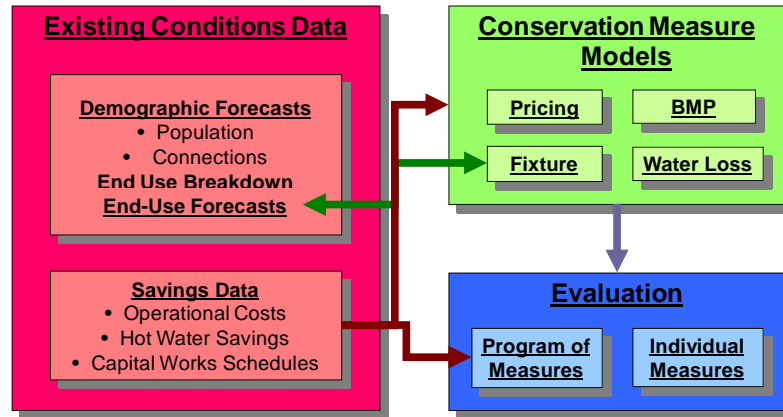 Existing Conditions Data
Demographic Forecasts
• Population
• Connections
End Use Breakdown
End-Use Forecasts
Savings Data
• Operational Costs
• Hot Water Savings
• Capital Works Schedules
Conservation Measure
Models
Pricing
BMP
Fixture
Water Loss
Evaluation
Program of
Measures
Individual
Measures